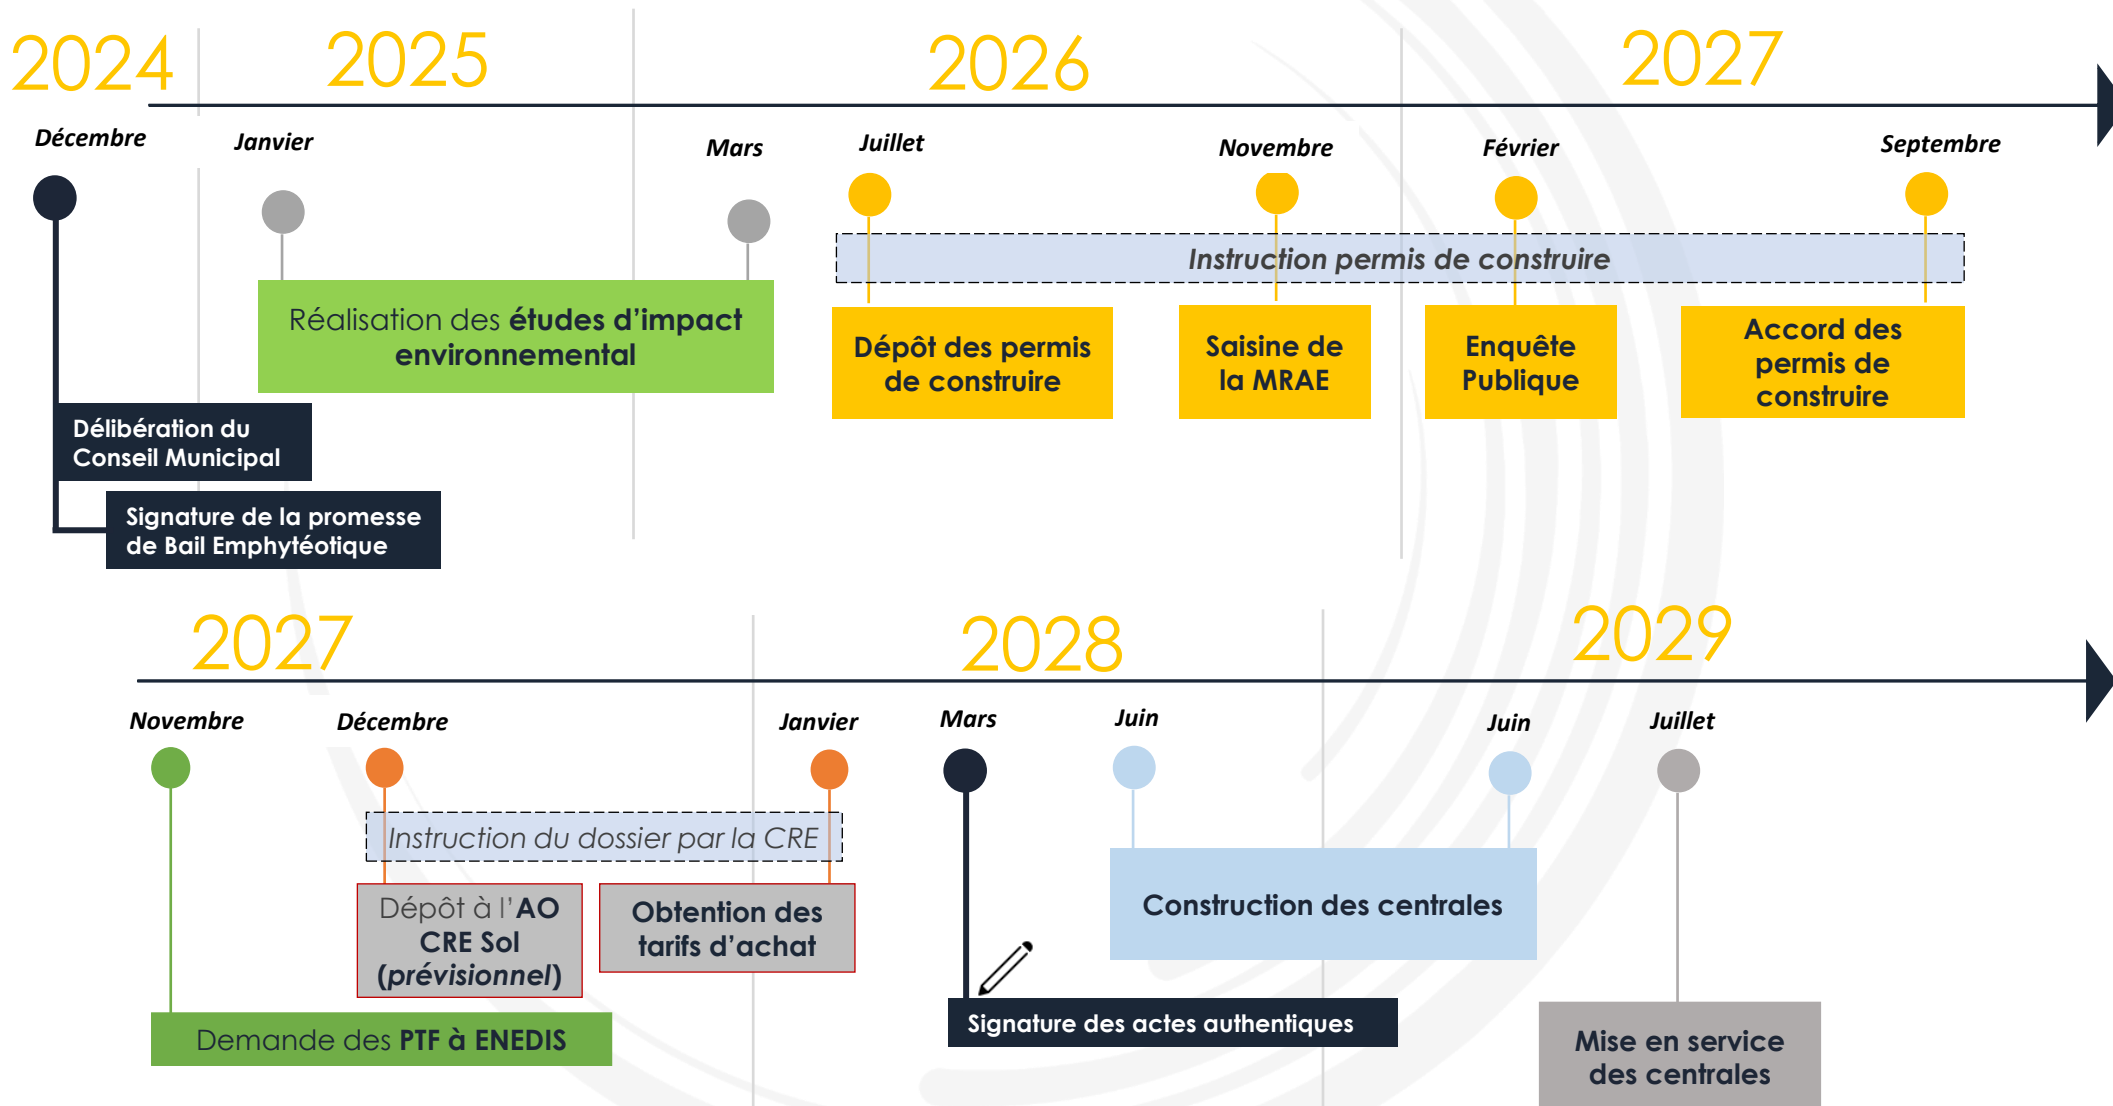 2024
2025
2026
2027
Décembre
Janvier
Mars
Juillet
Novembre
Février
Septembre
Instruction permis de construire
Réalisation des études d'impact
environnemental
Dépôt des permis
de construire
Saisine de
la MRAE
Enquête
Publique
Accord des
permis de
construire
Délibération du
Conseil Municipal
Signature de la promesse
de Bail Emphytéotique
2027
2028
2029
Novembre
Décembre
Janvier
Mars
Juin
Juin
Juillet
Instruction du dossier par la CRE
Dépôt à l'AO
CRE Sol
(prévisionnel)
Obtention des
tarifs d'achat
Construction des centrales
Demande des PTF à ENEDIS
Signature des actes authentiques
Mise en service
des centrales